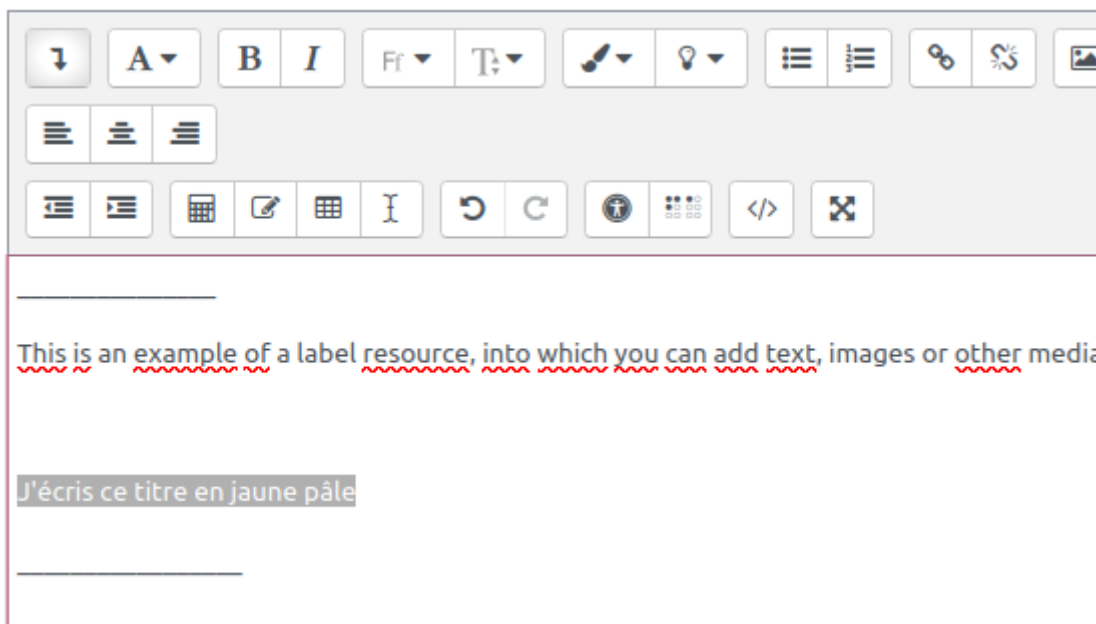 A B I Ff T
</>
_______________
This is an example of a label resource, into which you can add text, images or other media
J'écris ce titre en jaune pâle
_________________